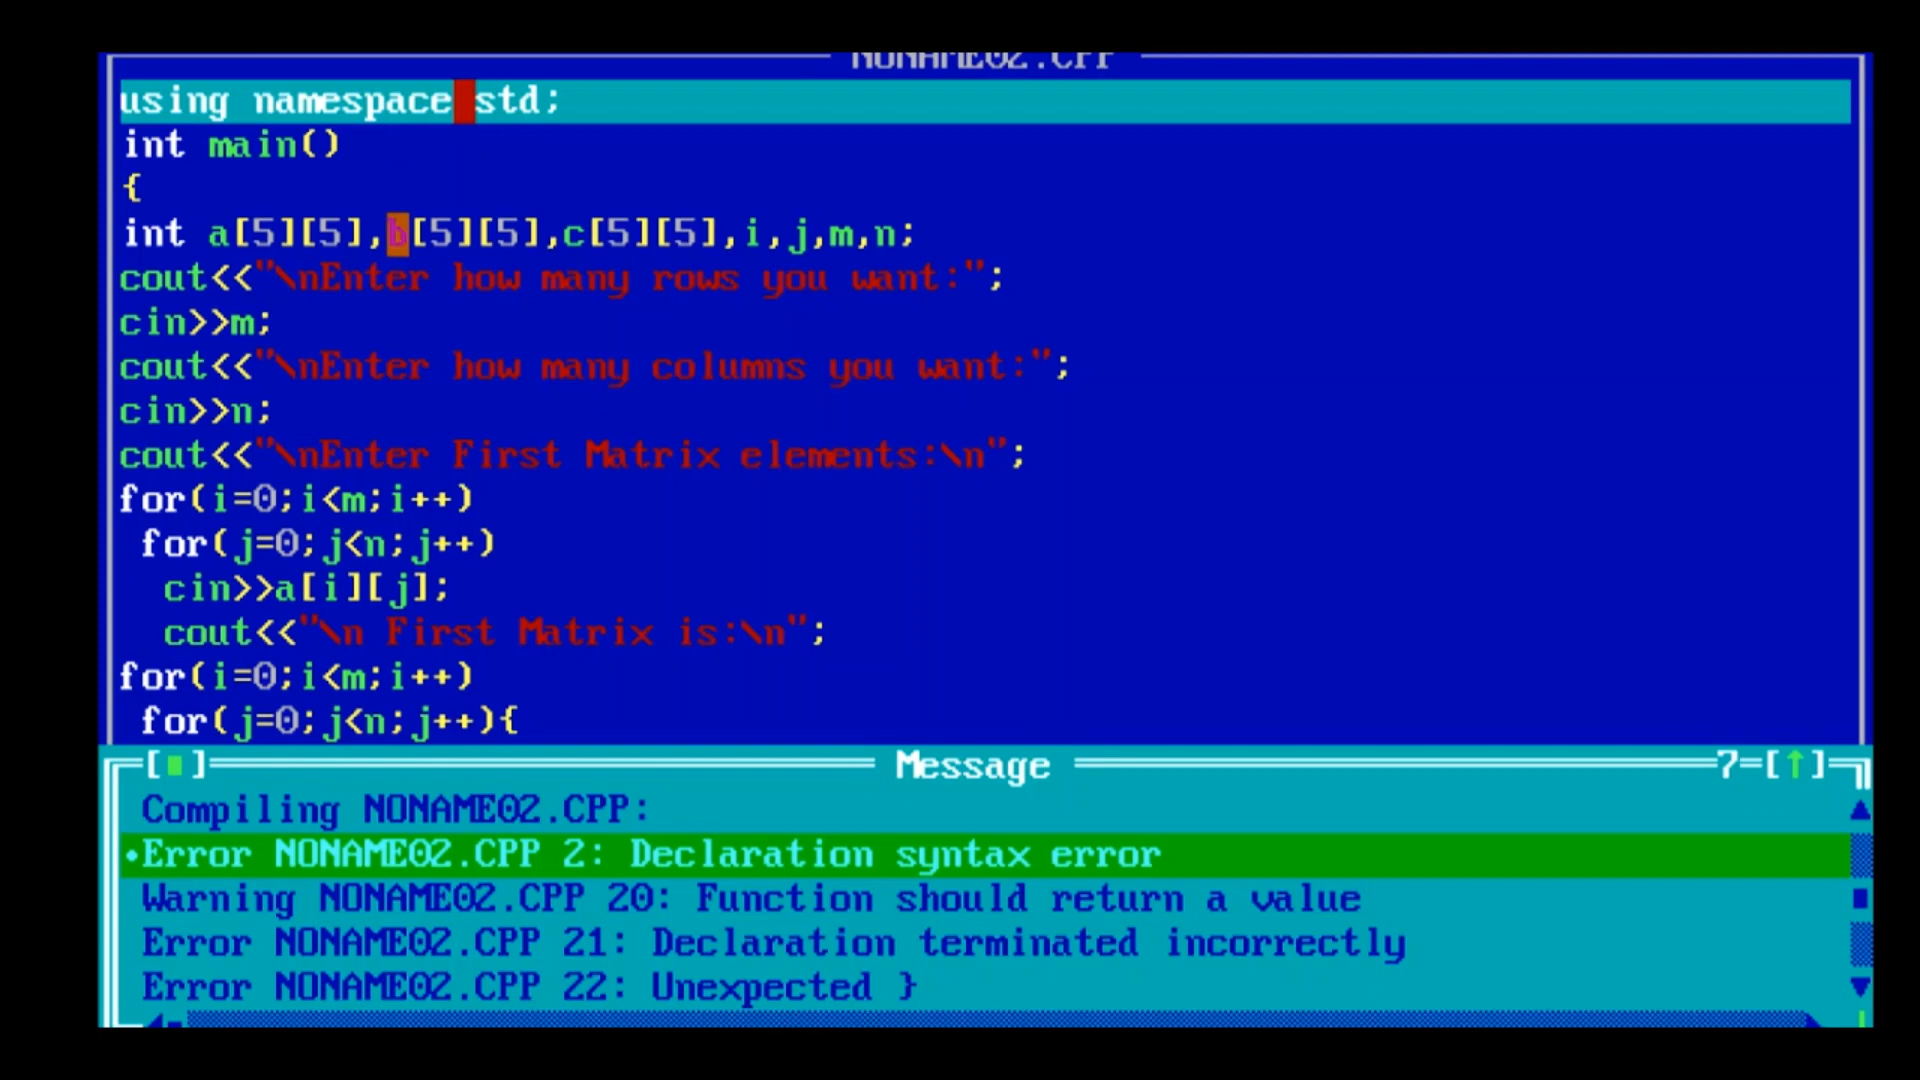 NONAME02.CPP
using namespace std;
int main()
{
int a[5][5],b[5][5],c[5][5],i,j,m,n;
cout<<"\nEnter how many rows you want:";
cin>>m;
cout<<"\nEnter how many columns you want:";
cin>>n;
cout<<"\nEnter First Matrix elements:\n";
for(i=0;i<m;i++)
 for(j=0;j<n;j++)
  cin>>a[i][j];
  cout<<"\n First Matrix is:\n";
for(i=0;i<m;i++)
 for(j=0;j<n;j++){
[■] Message 7=[↑]
Compiling NONAME02.CPP:
•Error NONAME02.CPP 2: Declaration syntax error
Warning NONAME02.CPP 20: Function should return a value
Error NONAME02.CPP 21: Declaration terminated incorrectly
Error NONAME02.CPP 22: Unexpected }